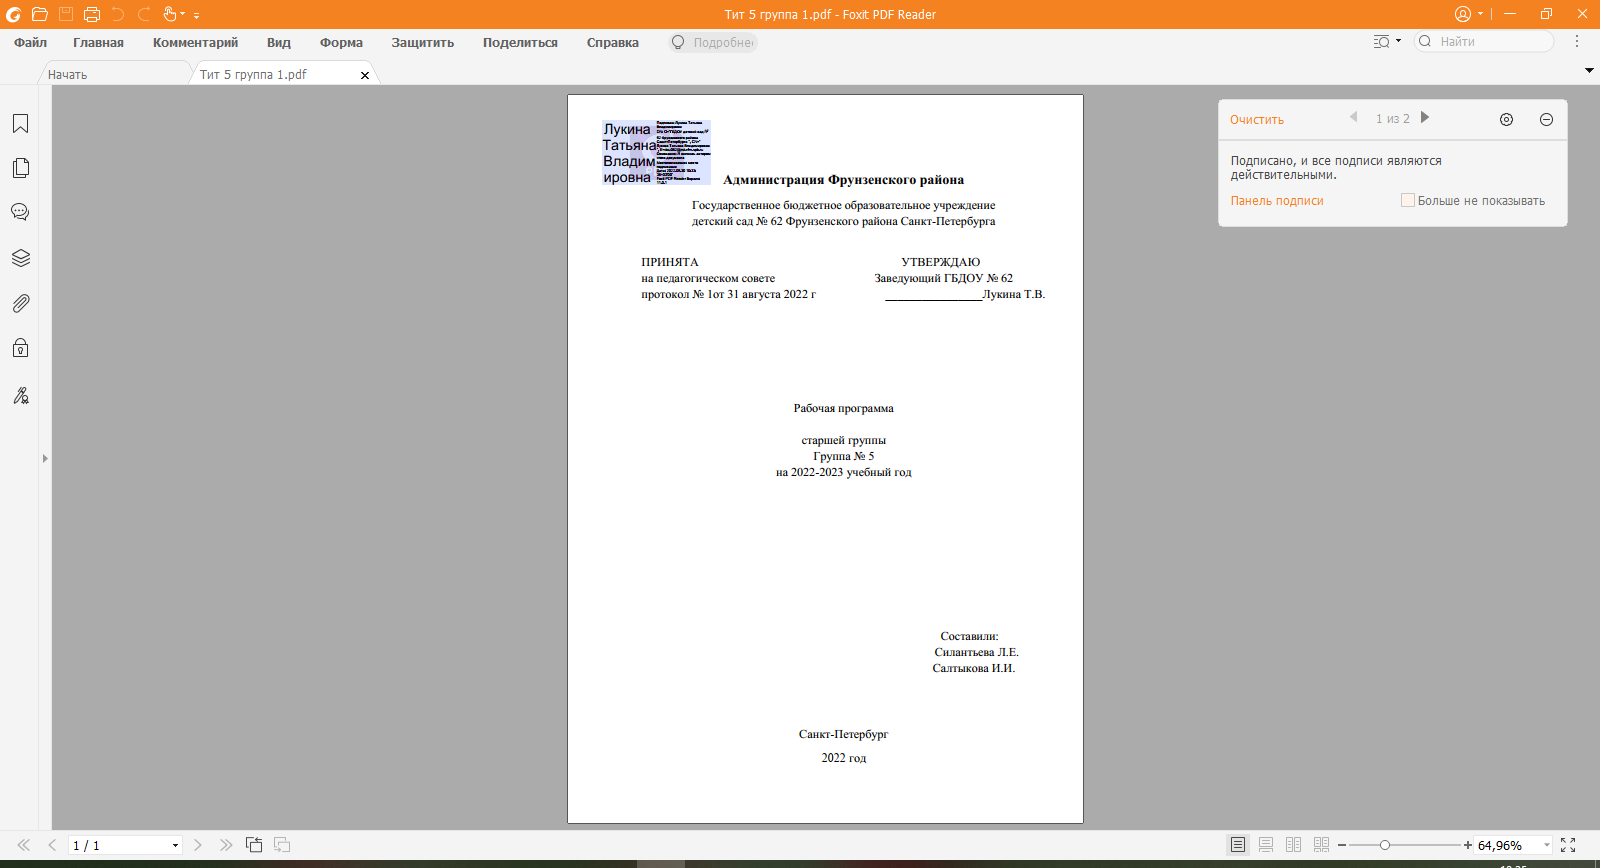 Тит 5 группа 1.pdf - Foxit PDF Reader
Файл Главная Комментарий Вид Форма Защитить Поделиться Справка Подробне Найти
Начать Тит 5 группа 1.pdf
Очистить 1 из 2
Подписано, и все подписи являются
действительными.
Панель подписи Больше не показывать
Лукина
Татьяна
Владим
ировна
Администрация Фрунзенского района
Государственное бюджетное образовательное учреждение
детский сад № 62 Фрунзенского района Санкт-Петербурга
ПРИНЯТА УТВЕРЖДАЮ
на педагогическом совете Заведующий ГБДОУ № 62
протокол № 1от 31 августа 2022 г ________________Лукина Т.В.
Рабочая программа
старшей группы
Группа № 5
на 2022-2023 учебный год
Составили:
Силантьева Л.Е.
Салтыкова И.И.
Санкт-Петербург
2022 год
1 / 1 64,96%